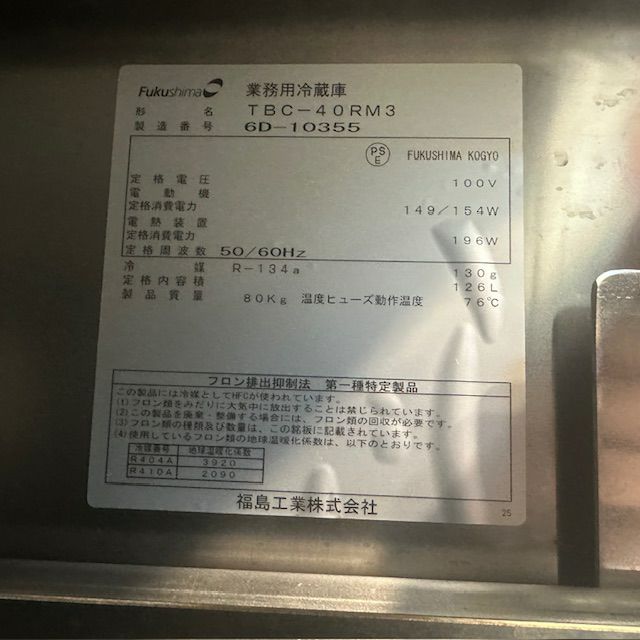 Fukushima 業務用冷蔵庫
形名 TBC-40RM3
製造番号 6D-10355
PSE FUKUSHIMA KOGYO
定格電圧 100V
電動機
定格消費電力 149/154W
電熱装置
定格消費電力 196W
定格周波数 50/60Hz
冷媒 R-134a 130g
定格内容積 126L
製品質量 80Kg 温度ヒューズ動作温度 76℃
フロン排出抑制法 第一種特定製品
この製品には冷媒としてHFCが使われています。
(1)フロン類をみだりに大気中に放出することは禁じられています。
(2)この製品を廃棄・整備する場合には、フロン類の回収が必要です。
(3)フロン類の種類及び数量は、この銘板に記載されています。
(4)使用しているフロン類の地球温暖化係数は、以下のとおりです。
冷媒番号 地球温暖化係数
R404A 3920
R410A 2090
福島工業株式会社
25